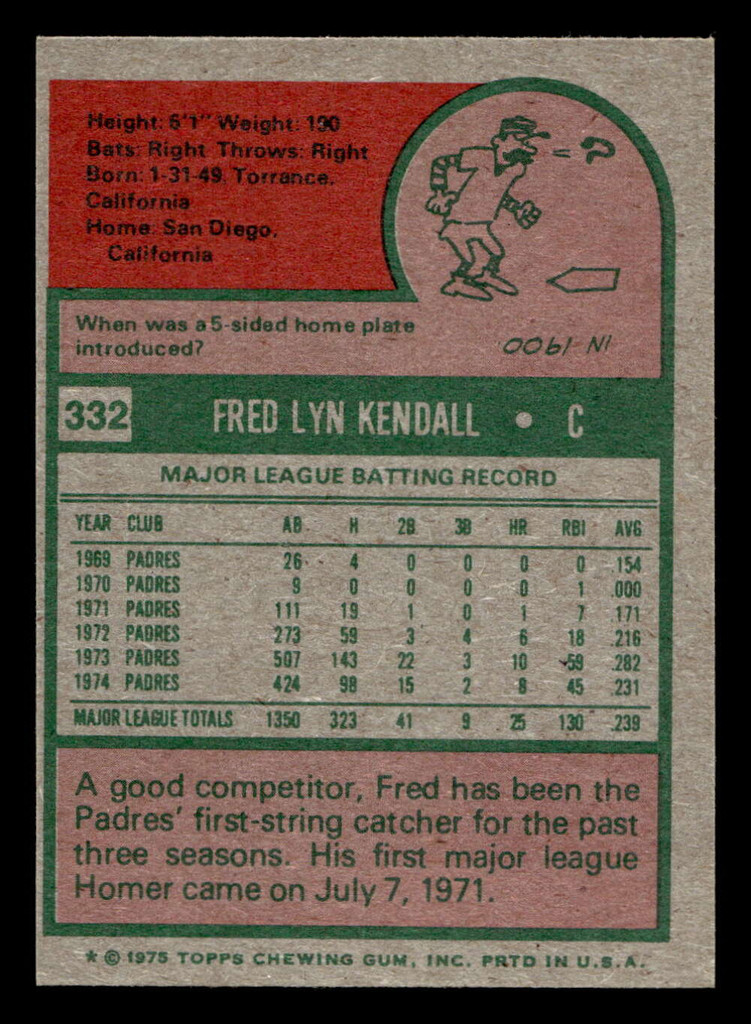 Height: 6'1" Weight: 190
Bats: Right Throws: Right
Born: 1-31-49, Torrance,
California
Home: San Diego,
California
When was a 5-sided home plate
introduced?
IN 1900
332 FRED LYN KENDALL • C
MAJOR LEAGUE BATTING RECORD
YEAR CLUB AB H 2B 3B HR RBI AVG
1969 PADRES 26 4 0 0 0 0 .154
1970 PADRES 9 0 0 0 0 1 .000
1971 PADRES 111 19 1 0 1 7 .171
1972 PADRES 273 59 3 4 6 18 .216
1973 PADRES 507 143 22 3 10 59 .282
1974 PADRES 424 98 15 2 8 45 .231
MAJOR LEAGUE TOTALS 1350 323 41 9 25 130 .239
A good competitor, Fred has been the
Padres' first-string catcher for the past
three seasons. His first major league
Homer came on July 7, 1971.
* © 1975 TOPPS CHEWING GUM, INC. PRTD IN U.S.A.